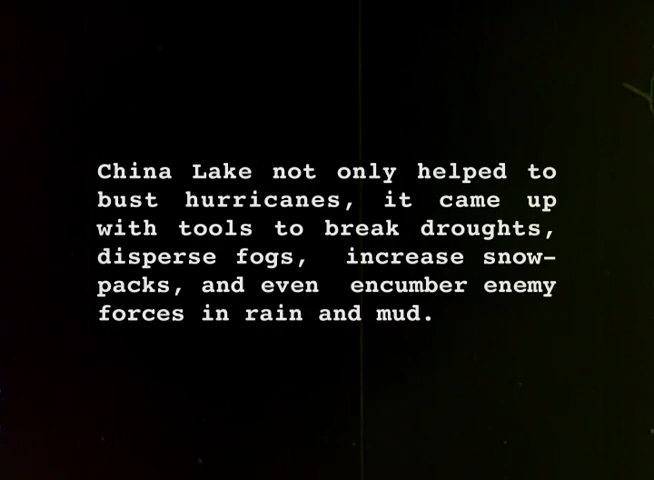 China Lake not only helped to
bust hurricanes, it came up
with tools to break droughts,
disperse fogs, increase snow-
packs, and even encumber enemy
forces in rain and mud.